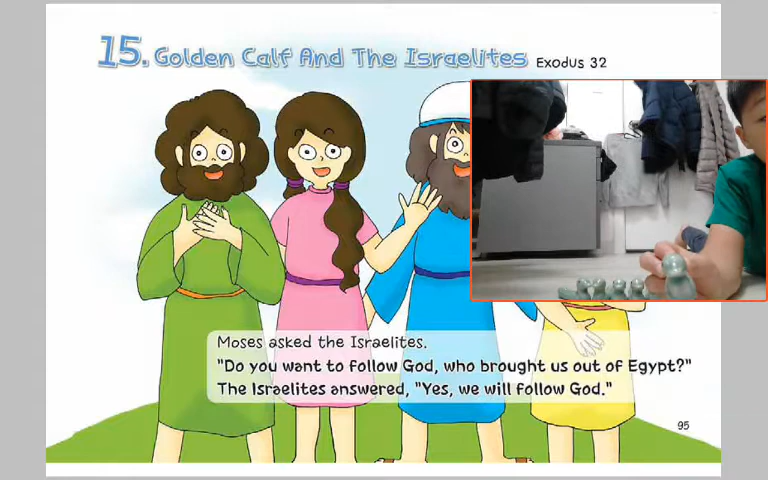 15. Golden Calf And The Israelites Exodus 32
Moses asked the Israelites.
"Do you want to follow God, who brought us out of Egypt?"
The Israelites answered, "Yes, we will follow God."
95